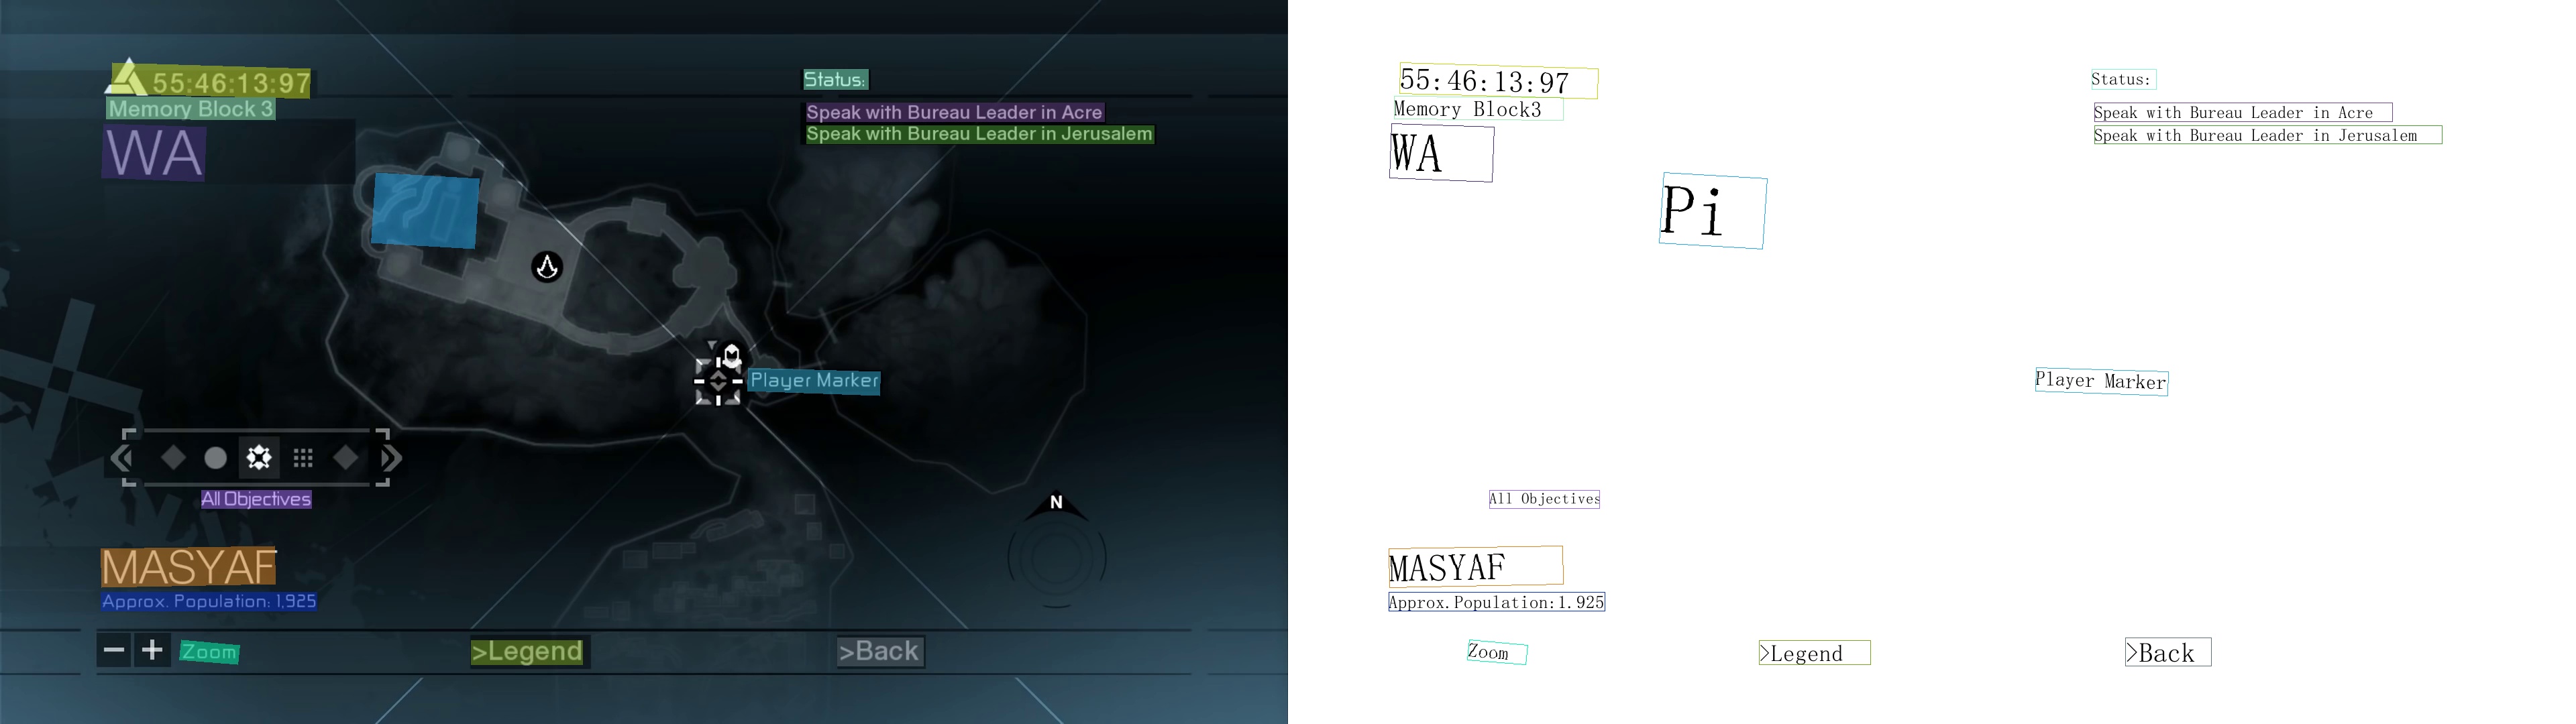 55:46:13:97
Memory Block 3
WA
Status:
Speak with Bureau Leader in Acre
Speak with Bureau Leader in Jerusalem
Player Marker
All Objectives
MASYAF
Approx. Population: 1,925
Zoom
>Legend
>Back
N
55:46:13:97
Memory Block3
WA
Pi
Status:
Speak with Bureau Leader in Acre
Speak with Bureau Leader in Jerusalem
Player Marker
All Objectives
MASYAF
Approx.Population:1.925
Zoom
>Legend
>Back